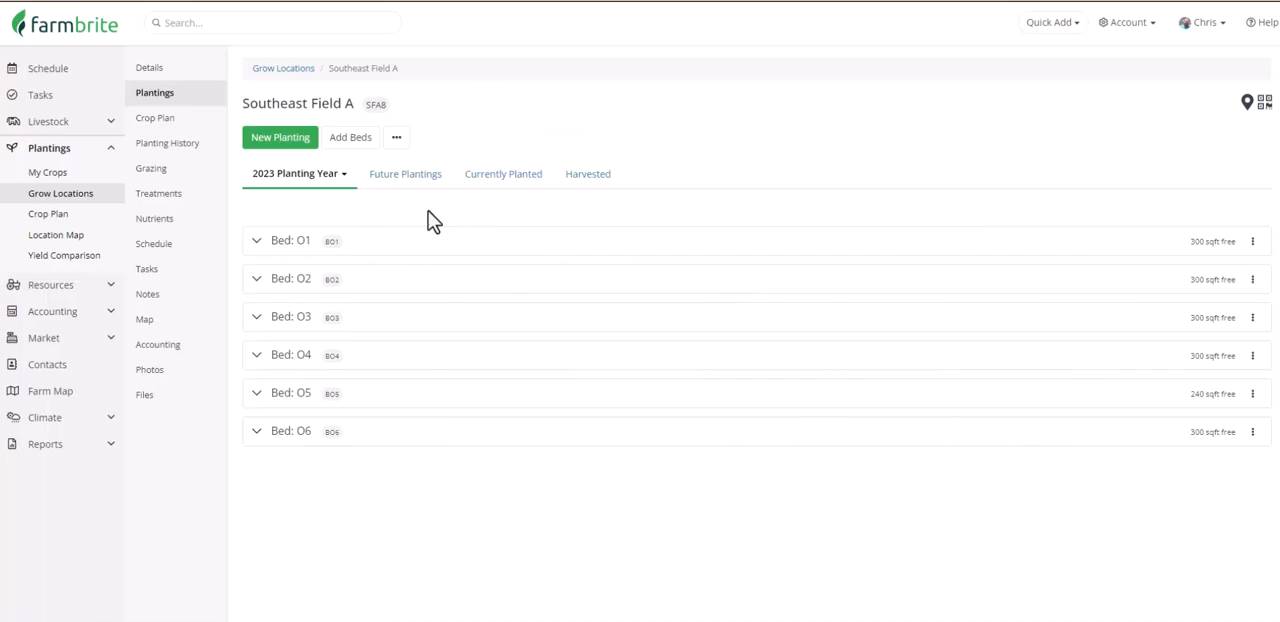 farmbrite
Search...
Quick Add
Account
Chris
Help
Schedule
Tasks
Livestock
Plantings
My Crops
Grow Locations
Crop Plan
Location Map
Yield Comparison
Resources
Accounting
Market
Contacts
Farm Map
Climate
Reports
Details
Plantings
Crop Plan
Planting History
Grazing
Treatments
Nutrients
Schedule
Tasks
Notes
Map
Accounting
Photos
Files
Grow Locations / Southeast Field A
Southeast Field A SFA8
New Planting Add Beds ...
2023 Planting Year Future Plantings Currently Planted Harvested
Bed: O1 BO1 300 sqft free
Bed: O2 BO2 300 sqft free
Bed: O3 BO3 300 sqft free
Bed: O4 BO4 300 sqft free
Bed: O5 BO5 240 sqft free
Bed: O6 BO6 300 sqft free